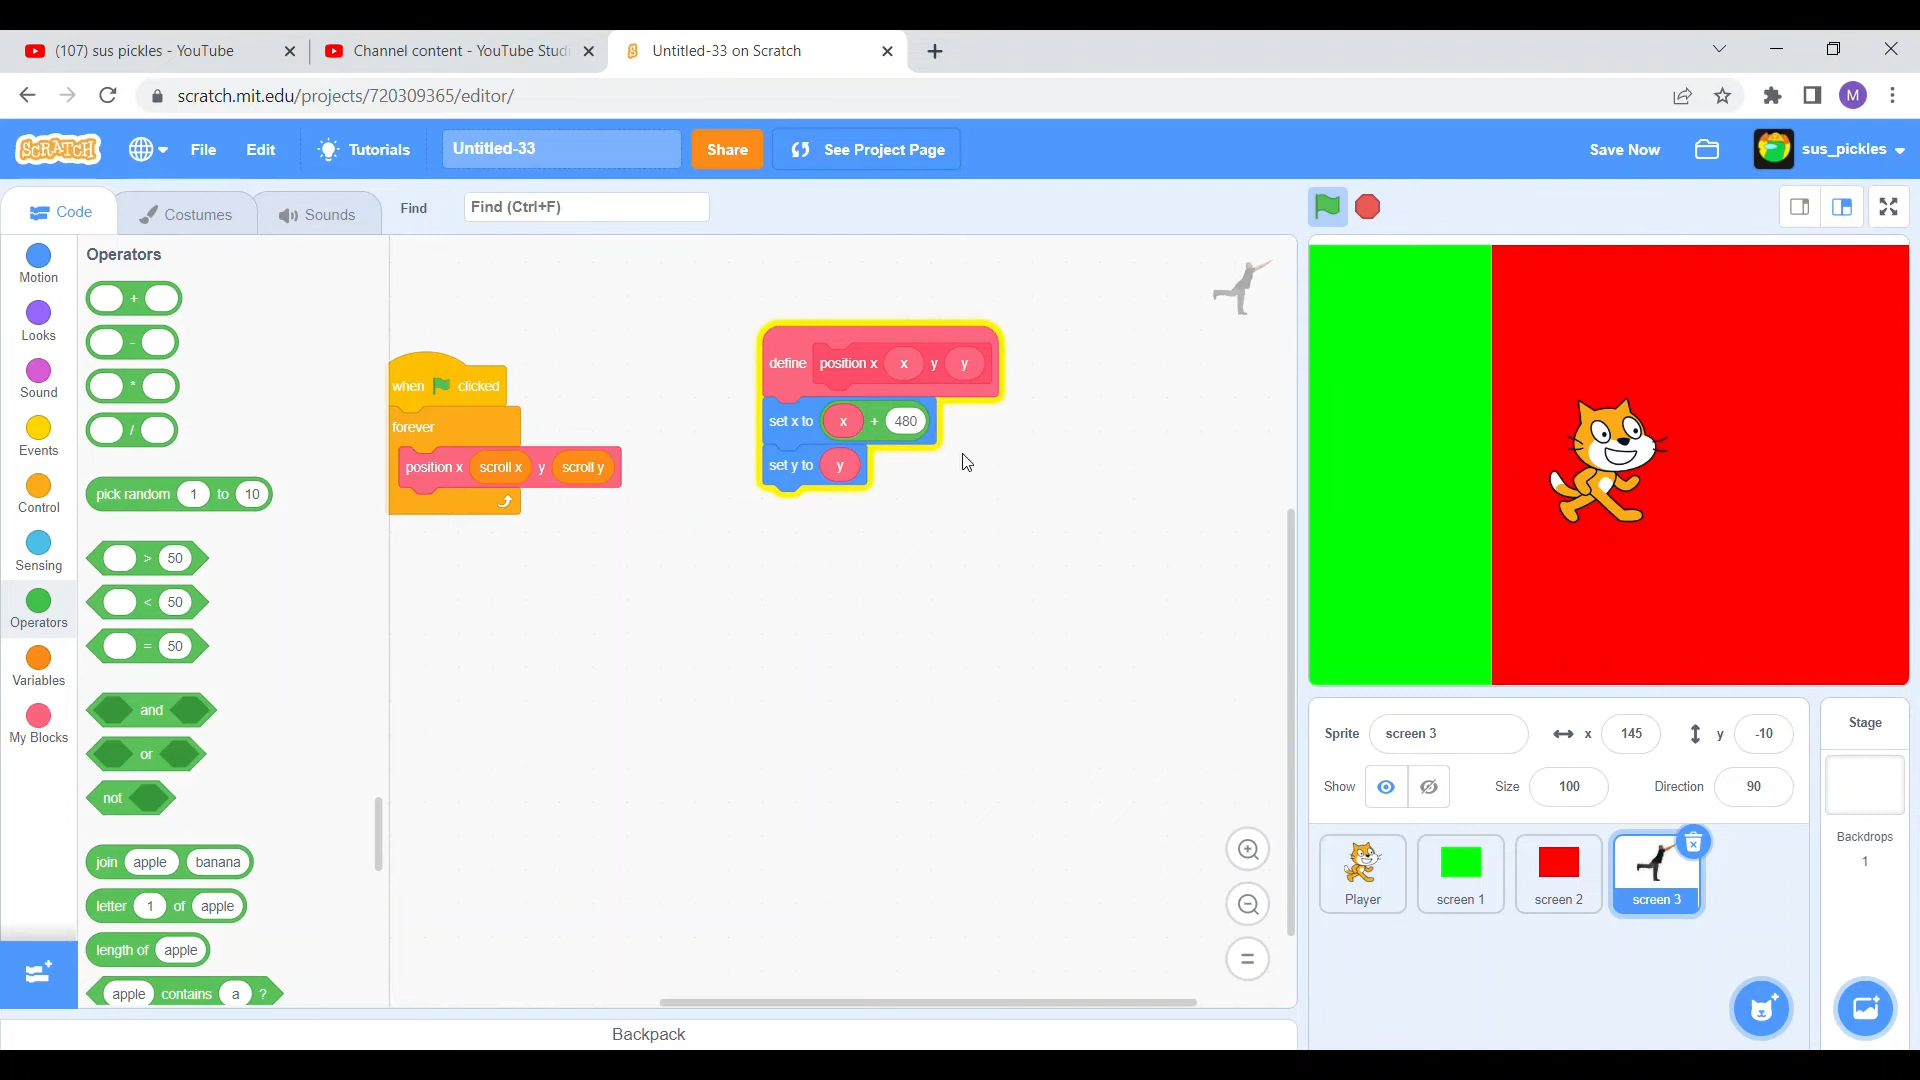 (107) sus pickles - YouTube
Channel content - YouTube Stud
Untitled-33 on Scratch
scratch.mit.edu/projects/720309365/editor/
M
SCRATCH
File
Edit
Tutorials
Untitled-33
Share
See Project Page
Save Now
sus_pickles
Code
Costumes
Sounds
Find
Find (Ctrl+F)
Motion
Looks
Sound
Events
Control
Sensing
Operators
Variables
My Blocks
Operators
+
-
*
/
pick random 1 to 10
> 50
< 50
= 50
and
or
not
join apple banana
letter 1 of apple
length of apple
apple contains a ?
when clicked
forever
position x scroll x y scroll y
define position x x y y
set x to x + 480
set y to y
Backpack
Sprite screen 3 x 145 y -10
Show Size 100 Direction 90
Player
screen 1
screen 2
screen 3
Stage
Backdrops
1